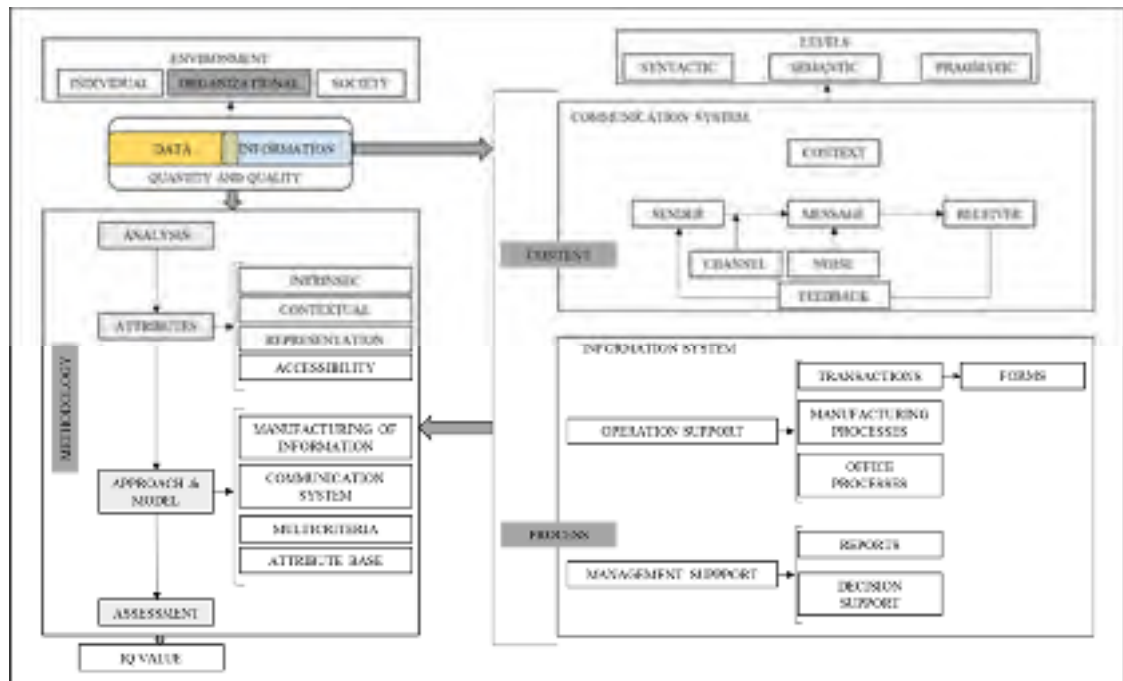 ENVIRONMENT
INDIVIDUAL
ORGANIZATIONAL
SOCIETY
DATA
INFORMATION
QUANTITY AND QUALITY
METHODOLOGY
ANALYSIS
ATTRIBUTES
INTRINSEC
CONTEXTUAL
REPRESENTATION
ACCESSIBILITY
APPROACH &
MODEL
MANUFACTURING OF
INFORMATION
COMMUNICATION
SYSTEM
MULTICRITERIA
ATTRIBUTE BASE
ASSESSMENT
IQ VALUE
LEVELS
SYNTACTIC
SEMANTIC
PRAGMATIC
CONTENT
COMMUNICATION SYSTEM
CONTEXT
SENDER
MESSAGE
RECEIVER
CHANNEL
NOISE
FEEDBACK
PROCESS
INFORMATION SYSTEM
OPERATION SUPPORT
TRANSACTIONS
FORMS
MANUFACTURING
PROCESSES
OFFICE
PROCESSES
MANAGEMENT SUPPPORT
REPORTS
DECISION
SUPPORT